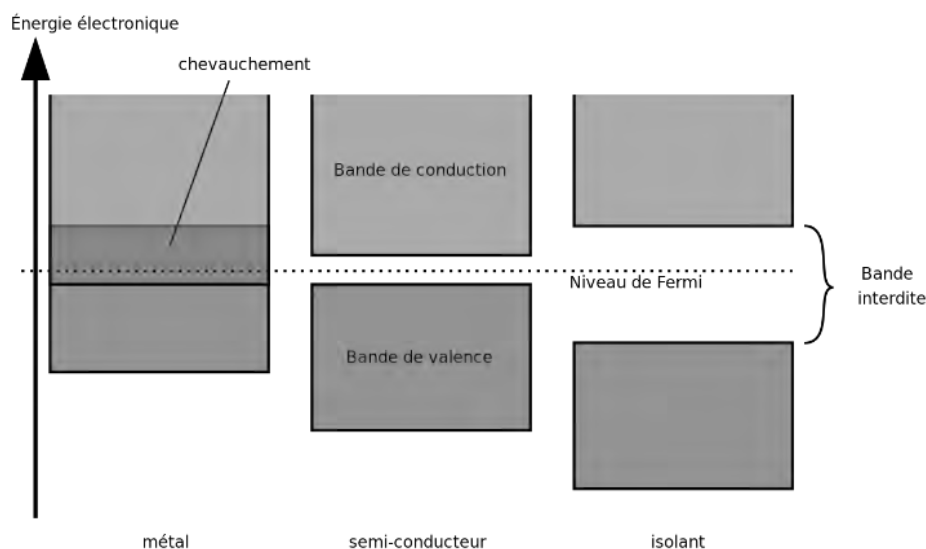 Énergie électronique
chevauchement
Bande de conduction
Niveau de Fermi
Bande
interdite
Bande de valence
métal
semi-conducteur
isolant